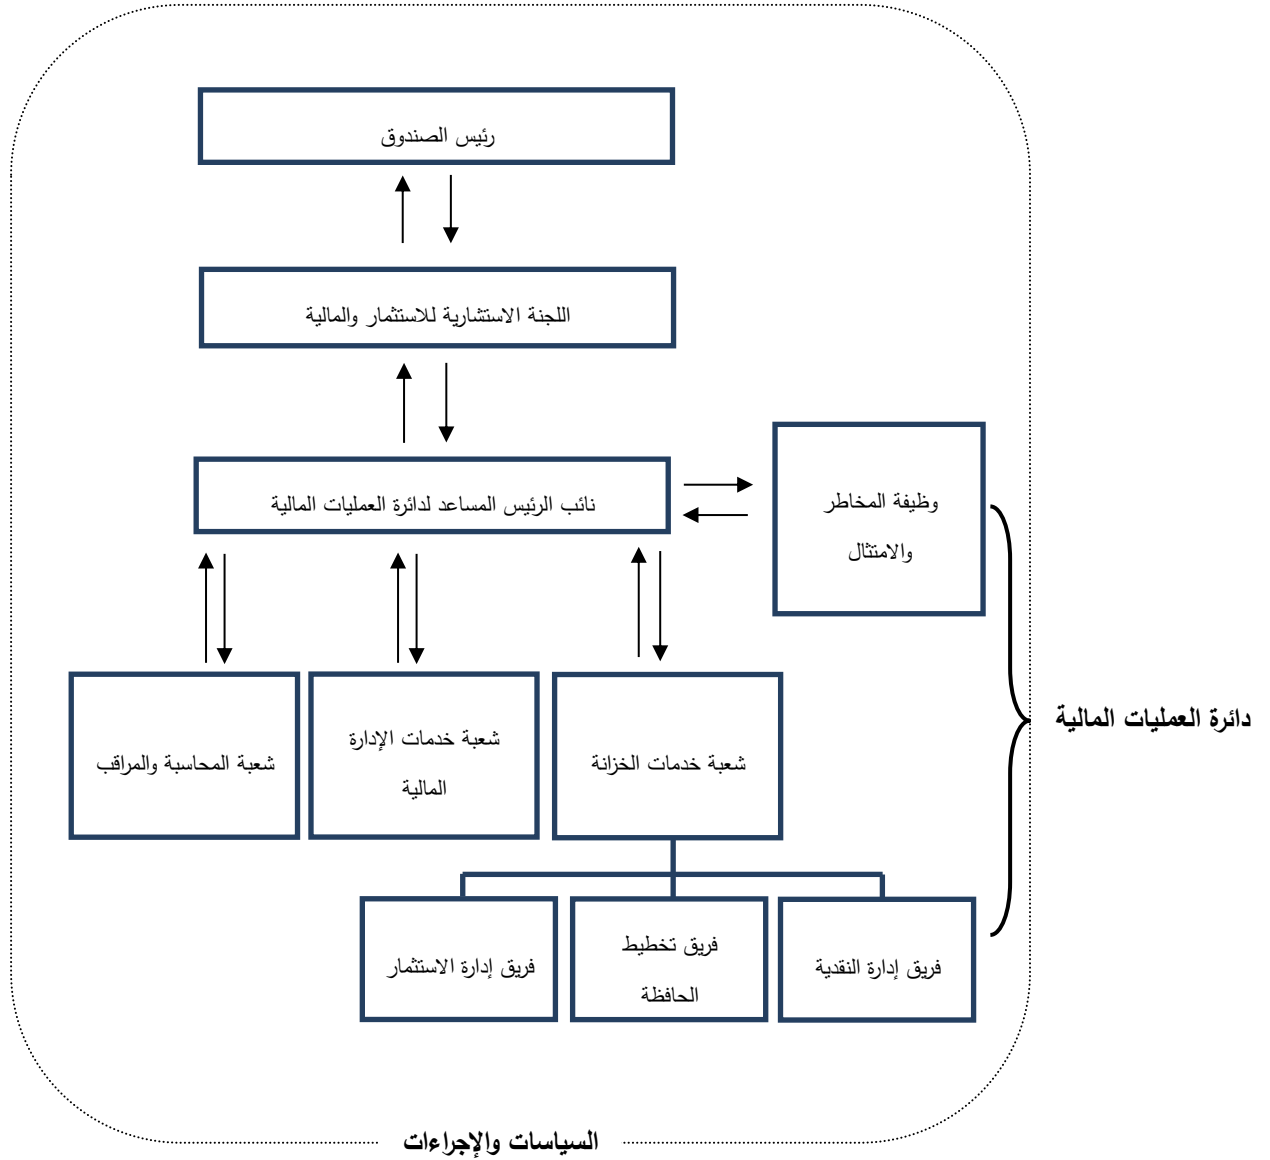 رئيس الصندوق
اللجنة الاستشارية للاستثمار والمالية
نائب الرئيس المساعد لدائرة العمليات المالية
وظيفة المخاطر
والامتثال
دائرة العمليات المالية
شعبة خدمات الخزانة
شعبة خدمات الإدارة
المالية
شعبة المحاسبة والمراقب
فريق إدارة النقدية
فريق تخطيط
الحافظة
فريق إدارة الاستثمار
السياسات والإجراءات